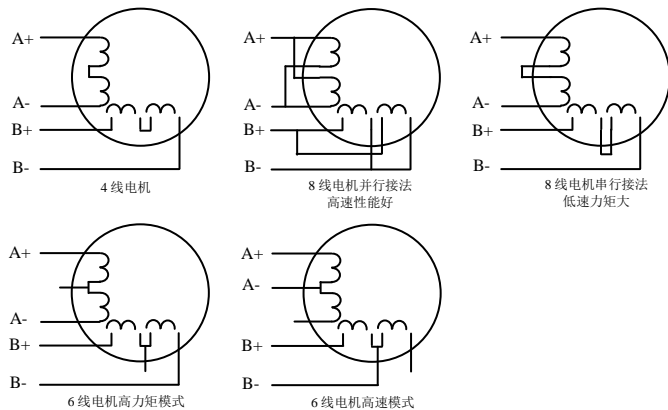 A+
A-
B+
B-
4 线电机
A+
A-
B+
B-
8 线电机并行接法
高速性能好
A+
A-
B+
B-
8 线电机串行接法
低速力矩大
A+
A-
B+
B-
6 线电机高力矩模式
A+
A-
B+
B-
6 线电机高速模式